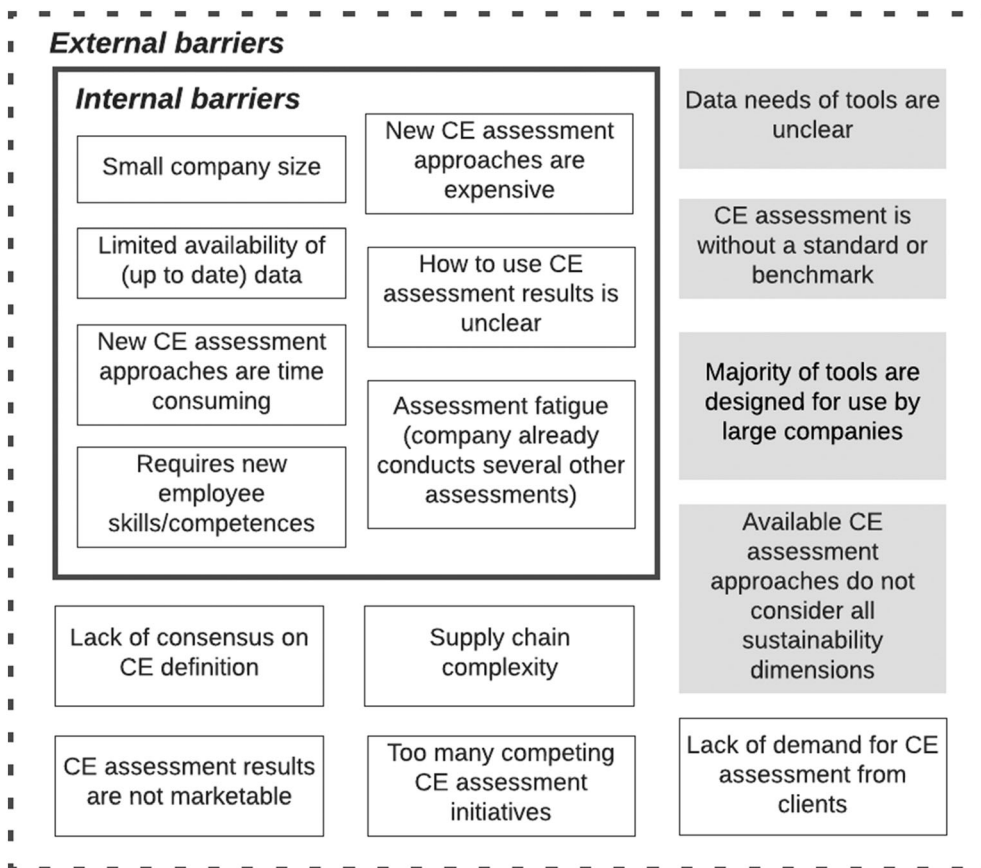 External barriers
Internal barriers
Small company size
Limited availability of
(up to date) data
New CE assessment
approaches are time
consuming
Requires new
employee
skills/competences
New CE assessment
approaches are
expensive
How to use CE
assessment results is
unclear
Assessment fatigue
(company already
conducts several other
assessments)
Data needs of tools are
unclear
CE assessment is
without a standard or
benchmark
Majority of tools are
designed for use by
large companies
Available CE
assessment
approaches do not
consider all
sustainability
dimensions
Lack of consensus on
CE definition
Supply chain
complexity
CE assessment results
are not marketable
Too many competing
CE assessment
initiatives
Lack of demand for CE
assessment from
clients